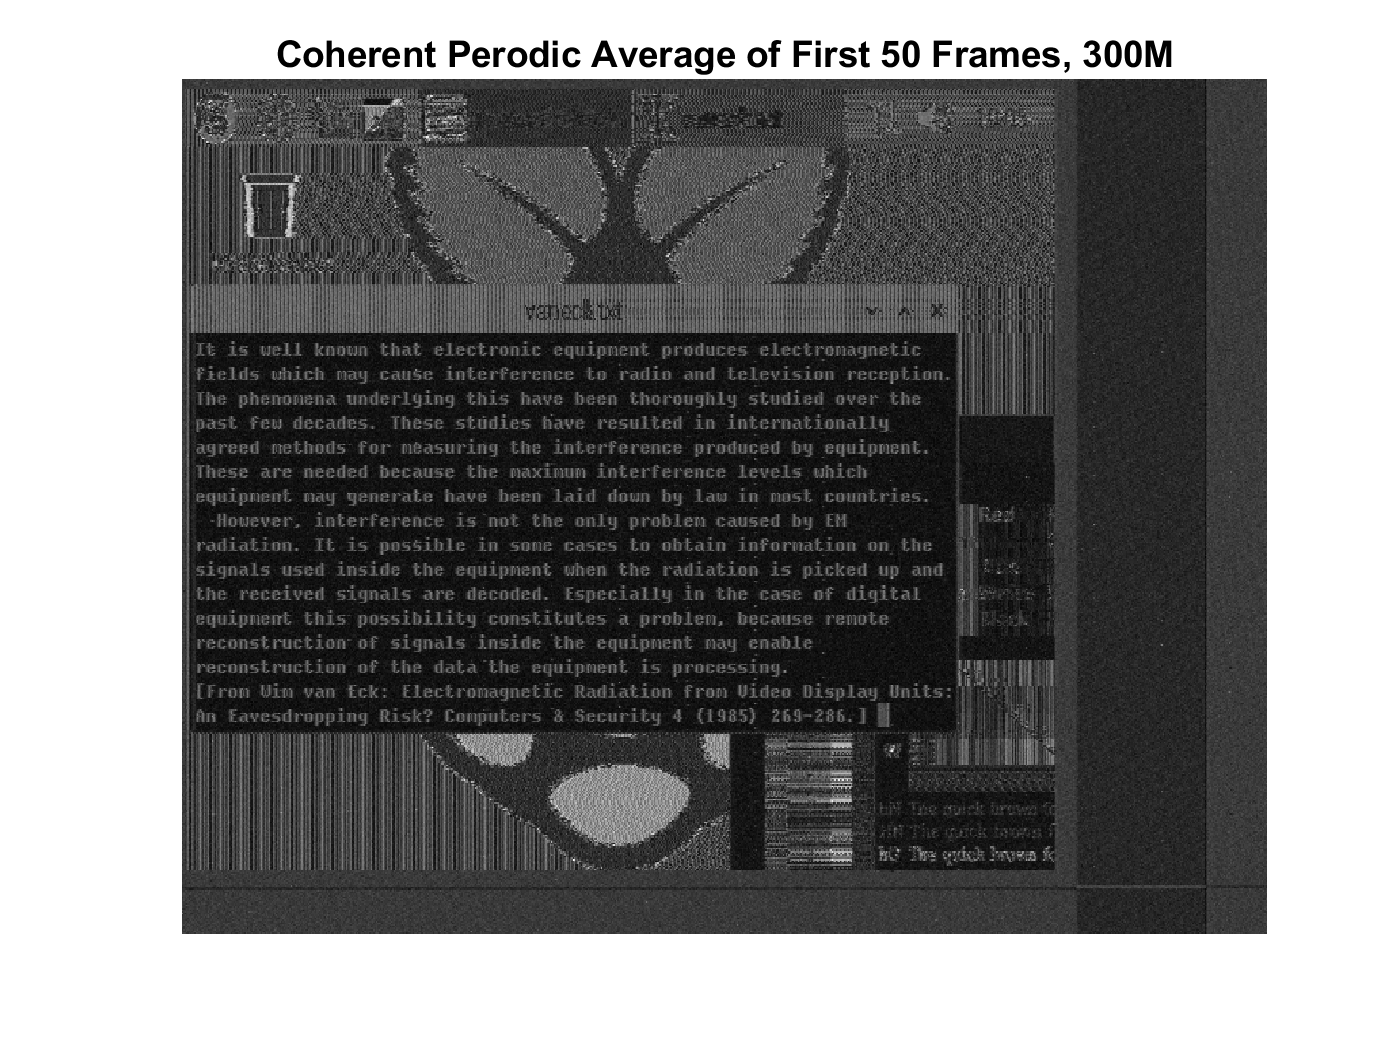 Coherent Perodic Average of First 50 Frames, 300M
vaneck.txt
It is well known that electronic equipment produces electromagnetic
fields which may cause interference to radio and television reception.
The phenomena underlying this have been thoroughly studied over the
past few decades. These studies have resulted in internationally
agreed methods for measuring the interference produced by equipment.
These are needed because the maximum interference levels which
equipment may generate have been laid down by law in most countries.
However, interference is not the only problem caused by EM
radiation. It is possible in some cases to obtain information on the
signals used inside the equipment when the radiation is picked up and
the received signals are decoded. Especially in the case of digital
equipment this possibility constitutes a problem, because remote
reconstruction of signals inside the equipment may enable
reconstruction of the data the equipment is processing.
[From Wim van Eck: Electromagnetic Radiation from Video Display Units:
An Eavesdropping Risk? Computers & Security 4 (1985) 269-286.]
Red
The quick brown
The quick brown
The quick brown